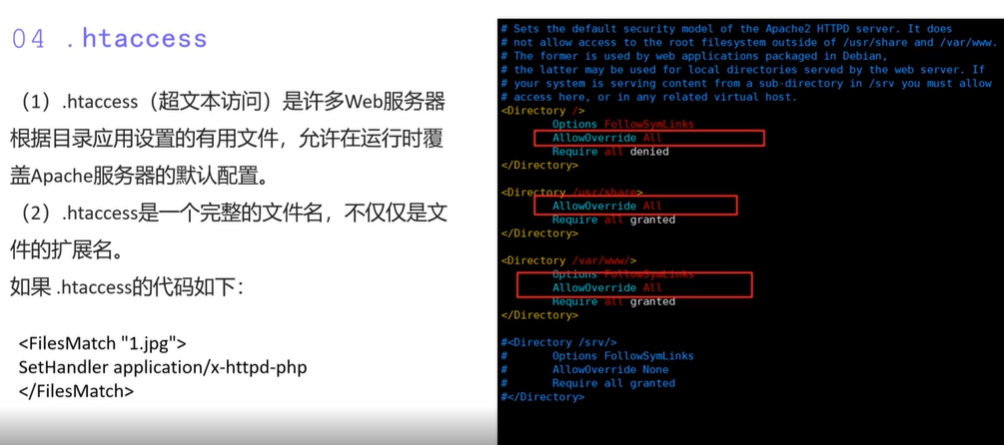 04 .htaccess
（1）.htaccess（超文本访问）是许多Web服务器
根据目录应用设置的有用文件，允许在运行时覆
盖Apache服务器的默认配置。
（2）.htaccess是一个完整的文件名，不仅仅是文
件的扩展名。
如果 .htaccess的代码如下：
<FilesMatch "1.jpg">
SetHandler application/x-httpd-php
</FilesMatch>
# Sets the default security model of the Apache2 HTTPD server. It does
# not allow access to the root filesystem outside of /usr/share and /var/www.
# The former is used by web applications packaged in Debian,
# the latter may be used for local directories served by the web server. If
# your system is serving content from a sub-directory in /srv you must allow
# access here, or in any related virtual host.
<Directory />
Options FollowSymLinks
AllowOverride All
Require all denied
</Directory>
<Directory /usr/share>
AllowOverride All
Require all granted
</Directory>
<Directory /var/www/>
Options FollowSymLinks
AllowOverride All
Require all granted
</Directory>
#<Directory /srv/>
# Options FollowSymLinks
# AllowOverride None
# Require all granted
#</Directory>